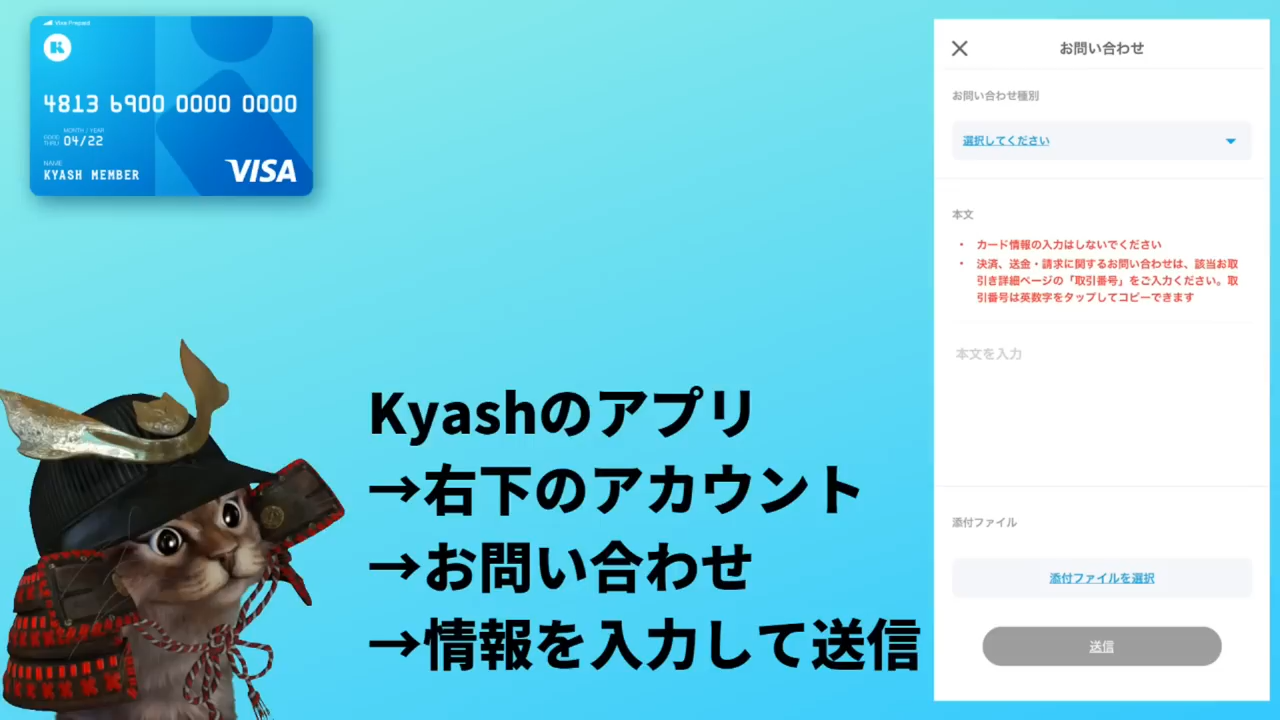 Visa Prepaid
K
4813 6900 0000 0000
MONTH / YEAR
GOOD THRU 04/22
NAME
KYASH MEMBER
VISA
Kyashのアプリ
→右下のアカウント
→お問い合わせ
→情報を入力して送信
お問い合わせ
お問い合わせ種別
選択してください
本文
・ カード情報の入力はしないでください
・ 決済、送金・請求に関するお問い合わせは、該当お取
引き詳細ページの「取引番号」をご入力ください。取
引番号は英数字をタップしてコピーできます
本文を入力
添付ファイル
添付ファイルを選択
送信